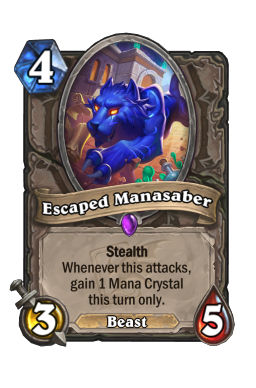 4
Escaped Manasaber
Stealth
Whenever this attacks,
gain 1 Mana Crystal
this turn only.
3
Beast
5